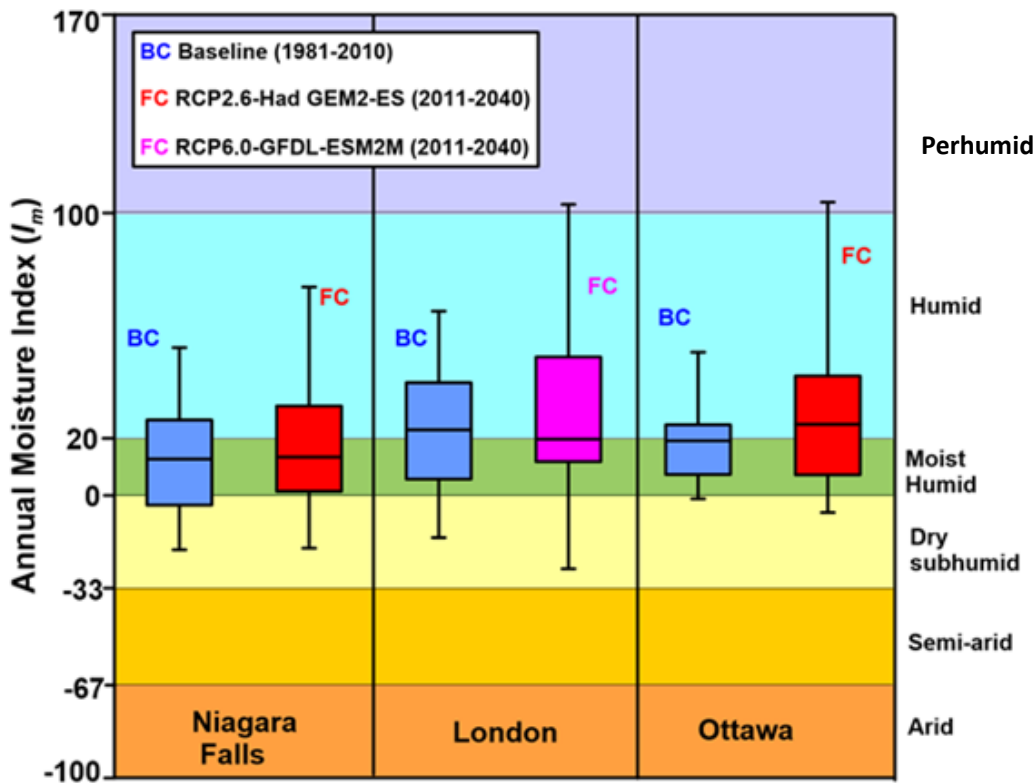 170
BC Baseline (1981-2010)
FC RCP2.6-Had GEM2-ES (2011-2040)
FC RCP6.0-GFDL-ESM2M (2011-2040)
Perhumid
Annual Moisture Index (Im)
100
FC
FC
FC
Humid
BC
BC
BC
20
Moist
Humid
0
Dry
subhumid
-33
Semi-arid
-67
Niagara
Falls
London
Ottawa
Arid
-100